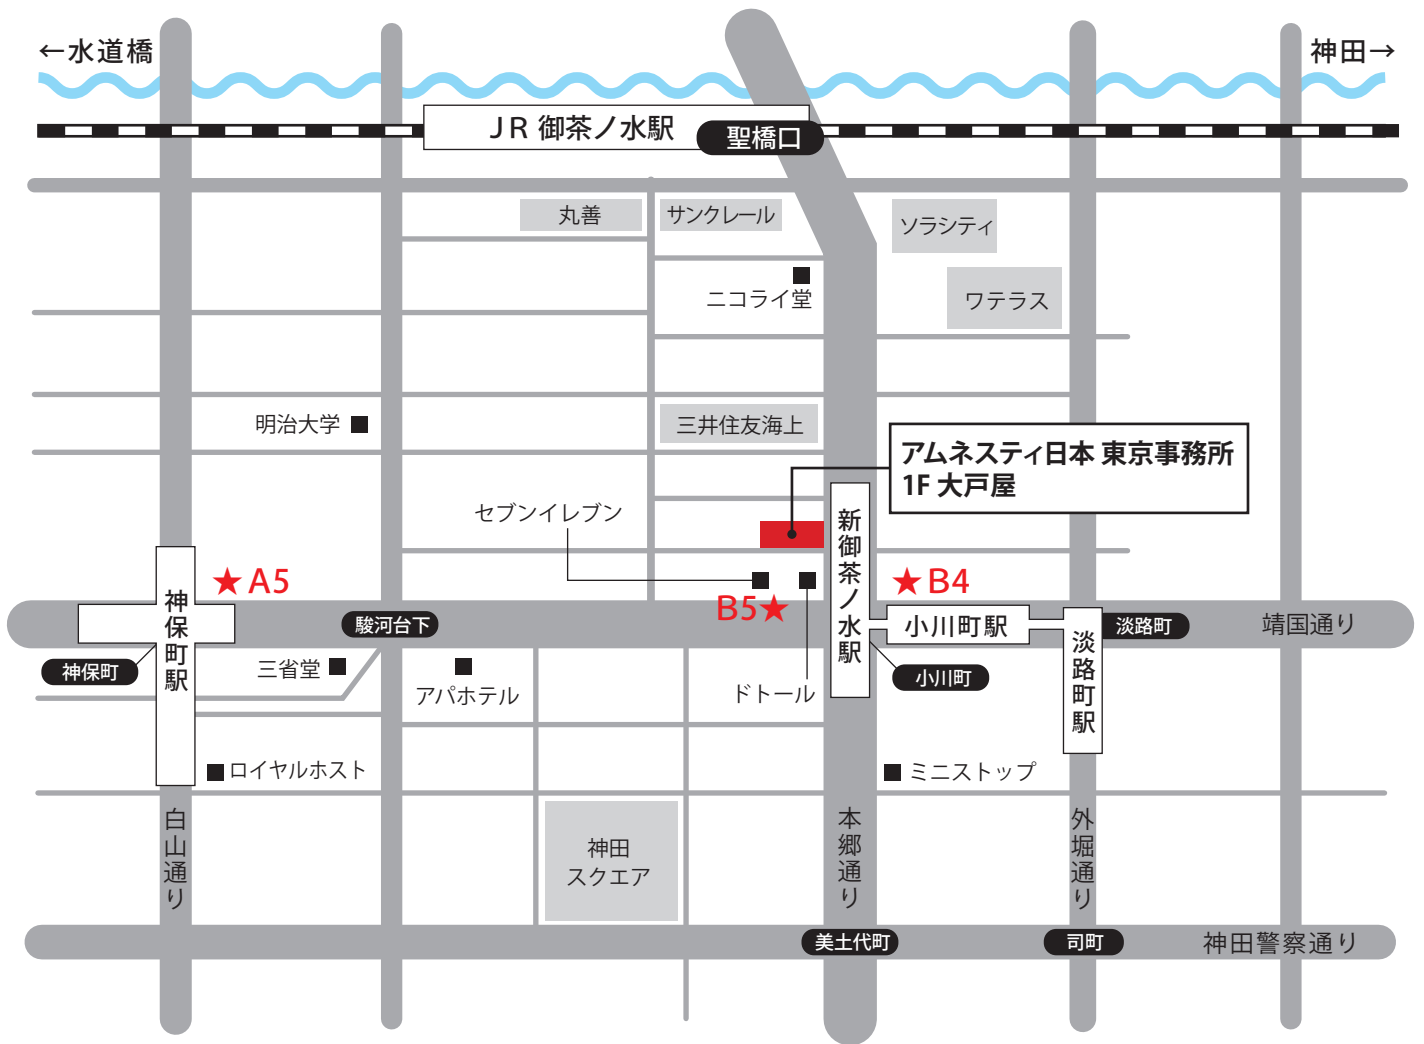 ←水道橋
神田→
JR 御茶ノ水駅
聖橋口
丸善
サンクレール
ソラシティ
ニコライ堂
ワテラス
明治大学
三井住友海上
アムネスティ日本 東京事務所
1F 大戸屋
セブンイレブン
新御茶ノ水駅
★A5
★B4
B5★
神保町駅
駿河台下
小川町駅
淡路町
靖国通り
神保町
三省堂
アパホテル
ドトール
小川町
淡路町駅
ロイヤルホスト
ミニストップ
白山通り
神田
スクエア
本郷通り
外堀通り
美土代町
司町
神田警察通り